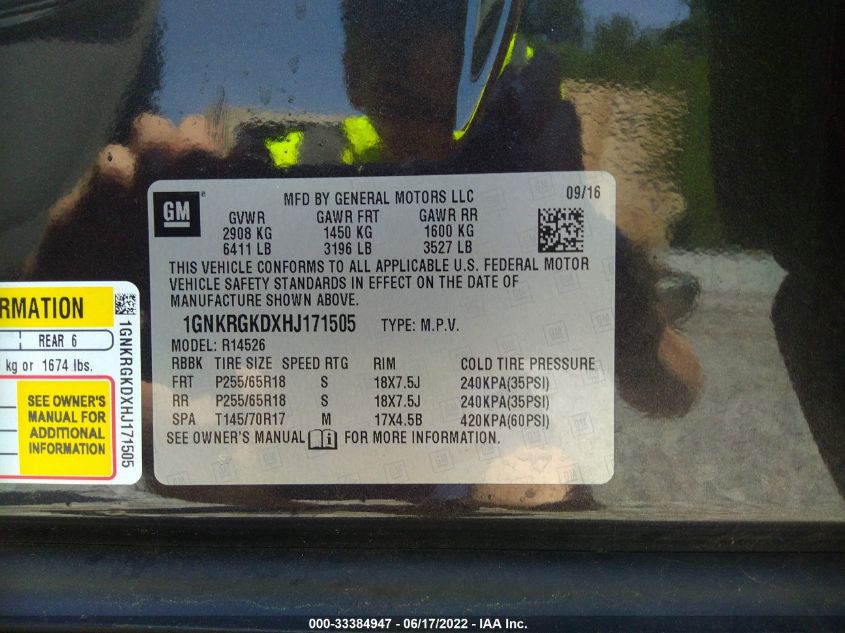 GM
MFD BY GENERAL MOTORS LLC 09/16
GVWR GAWR FRT GAWR RR
2908 KG 1450 KG 1600 KG
6411 LB 3196 LB 3527 LB
THIS VEHICLE CONFORMS TO ALL APPLICABLE U.S. FEDERAL MOTOR
VEHICLE SAFETY STANDARDS IN EFFECT ON THE DATE OF
MANUFACTURE SHOWN ABOVE.
1GNKRGKDXHJ171505 TYPE: M.P.V.
MODEL: R14526
RBBK TIRE SIZE SPEED RTG RIM COLD TIRE PRESSURE
FRT P255/65R18 S 18X7.5J 240KPA(35PSI)
RR P255/65R18 S 18X7.5J 240KPA(35PSI)
SPA T145/70R17 M 17X4.5B 420KPA(60PSI)
SEE OWNER'S MANUAL FOR MORE INFORMATION.
RMATION
REAR 6
kg or 1674 lbs.
SEE OWNER'S
MANUAL FOR
ADDITIONAL
INFORMATION
1GNKRGKDXHJ171505
000-33384947 - 06/17/2022 - IAA Inc.